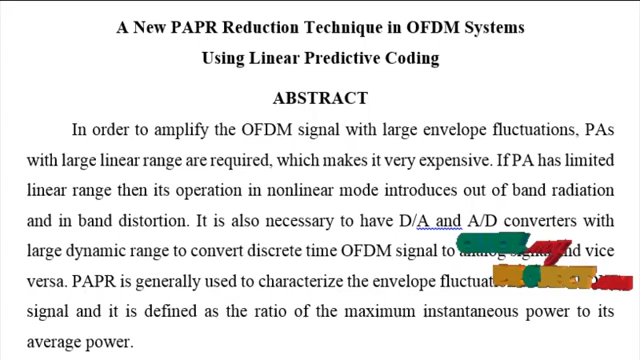 A New PAPR Reduction Technique in OFDM Systems
Using Linear Predictive Coding
ABSTRACT
In order to amplify the OFDM signal with large envelope fluctuations, PAs
with large linear range are required, which makes it very expensive. If PA has limited
linear range then its operation in nonlinear mode introduces out of band radiation
and in band distortion. It is also necessary to have D/A and A/D converters with
large dynamic range to convert discrete time OFDM signal to analog signal and vice
versa. PAPR is generally used to characterize the envelope
signal and it is defined as the ratio of the maximum instantaneous power to its
average power.